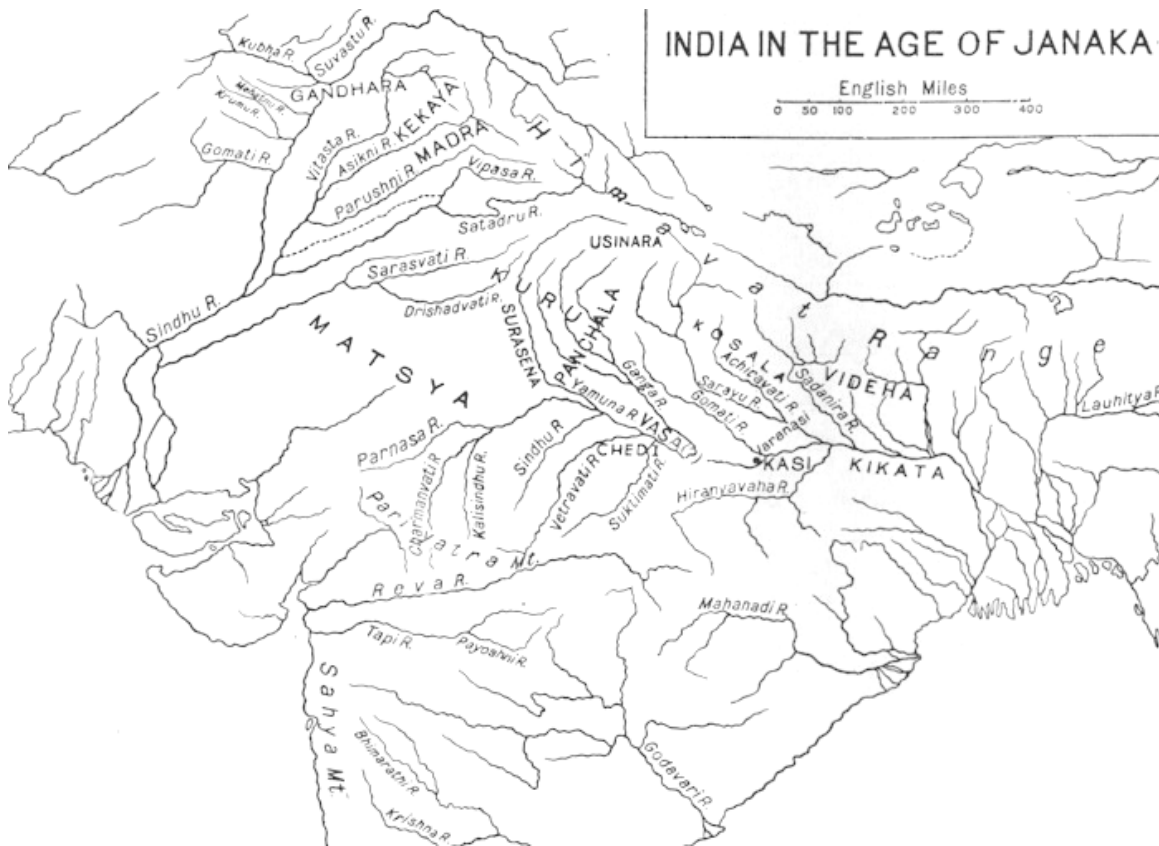 INDIA IN THE AGE OF JANAKA
English Miles
0 50 100 200 300 400
Kubha R.
Suvastu R.
GANDHARA
Mehatnu R.
Krumu R.
Gomati R.
Vitasta R.
Asikni R.
KEKAYA
MADRA
Parushni R.
Vipasa R.
Satadru R.
Himavat Range
USINARA
Sarasvati R.
Drishadvati R.
Sindhu R.
KURU
PANCHALA
SURASENA
MATSYA
KOSALA
VIDEHA
Achiravati R.
Sadanira R.
Sarayu R.
Gomati R.
Ganga R.
Yamuna R.
VASA(?)
Varanasi
KASI
KIKATA
Lauhitya R.
Parnasa R.
Charmanvati R.
Kalisindhu R.
Sindhu R.
CHEDI
Vetravati R.
Suktimati R.
Hiranyavaha R.
Pariyatra Mt.
Reva R.
Mahanadi R.
Tapi R.
Payoshni R.
Sahya Mt.
Bhimarathi R.
Krishna R.
Godavari R.